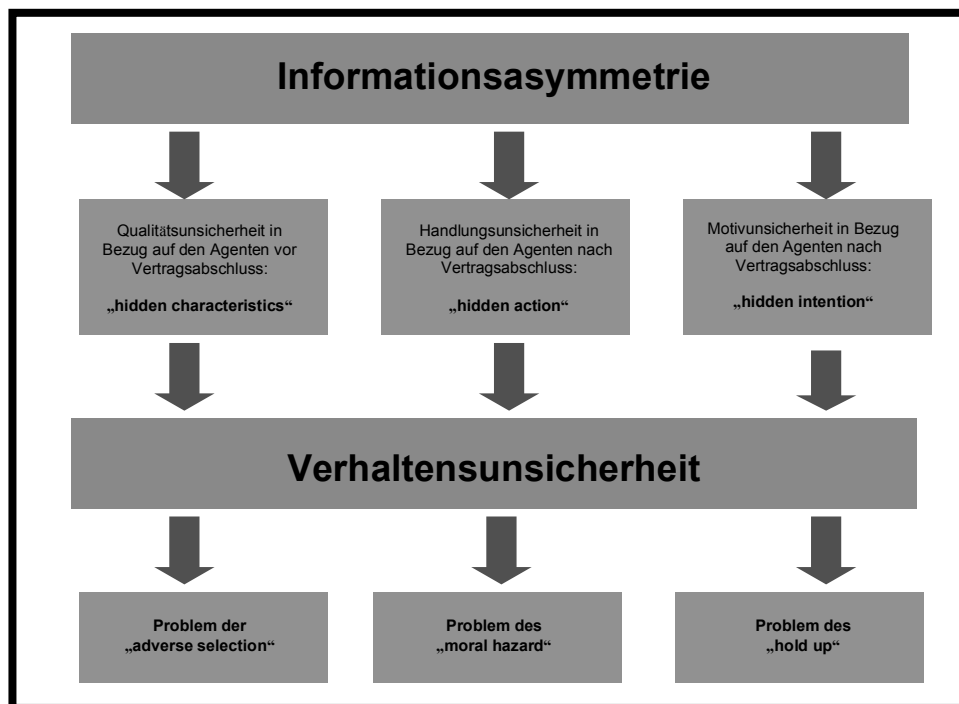 Informationsasymmetrie
Qualitätsunsicherheit in
Bezug auf den Agenten vor
Vertragsabschluss:
„hidden characteristics“
Handlungsunsicherheit in
Bezug auf den Agenten nach
Vertragsabschluss:
„hidden action“
Motivunsicherheit in Bezug
auf den Agenten nach
Vertragsabschluss:
„hidden intention“
Verhaltensunsicherheit
Problem der
„adverse selection“
Problem des
„moral hazard“
Problem des
„hold up“